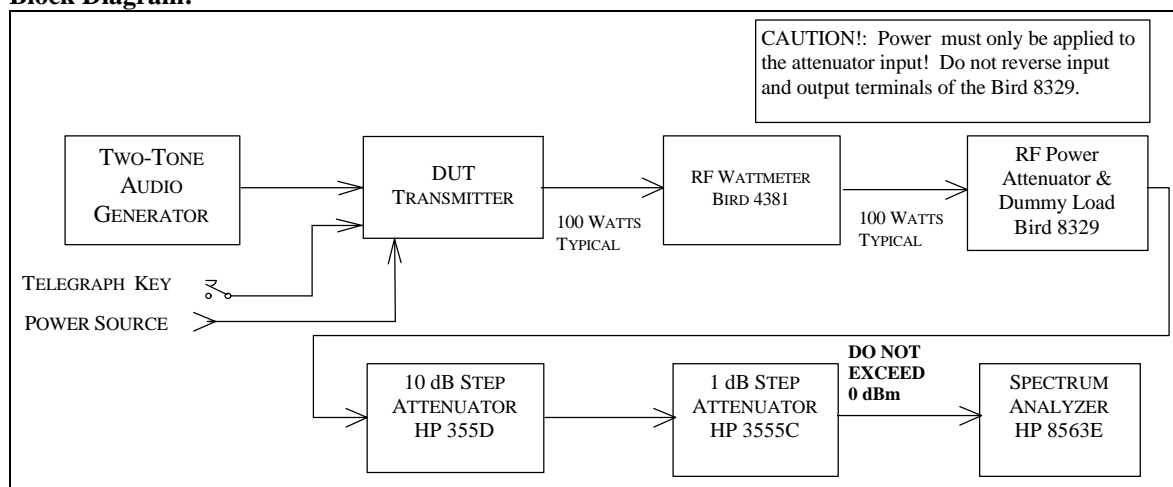 Block Diagram:
CAUTION!: Power must only be applied to
the attenuator input! Do not reverse input
and output terminals of the Bird 8329.
TWO-TONE
AUDIO
GENERATOR
DUT
TRANSMITTER
100 WATTS
TYPICAL
RF WATTMETER
BIRD 4381
100 WATTS
TYPICAL
RF Power
Attenuator &
Dummy Load
Bird 8329
TELEGRAPH KEY
POWER SOURCE
10 dB STEP
ATTENUATOR
HP 355D
1 dB STEP
ATTENUATOR
HP 3555C
DO NOT
EXCEED
0 dBm
SPECTRUM
ANALYZER
HP 8563E